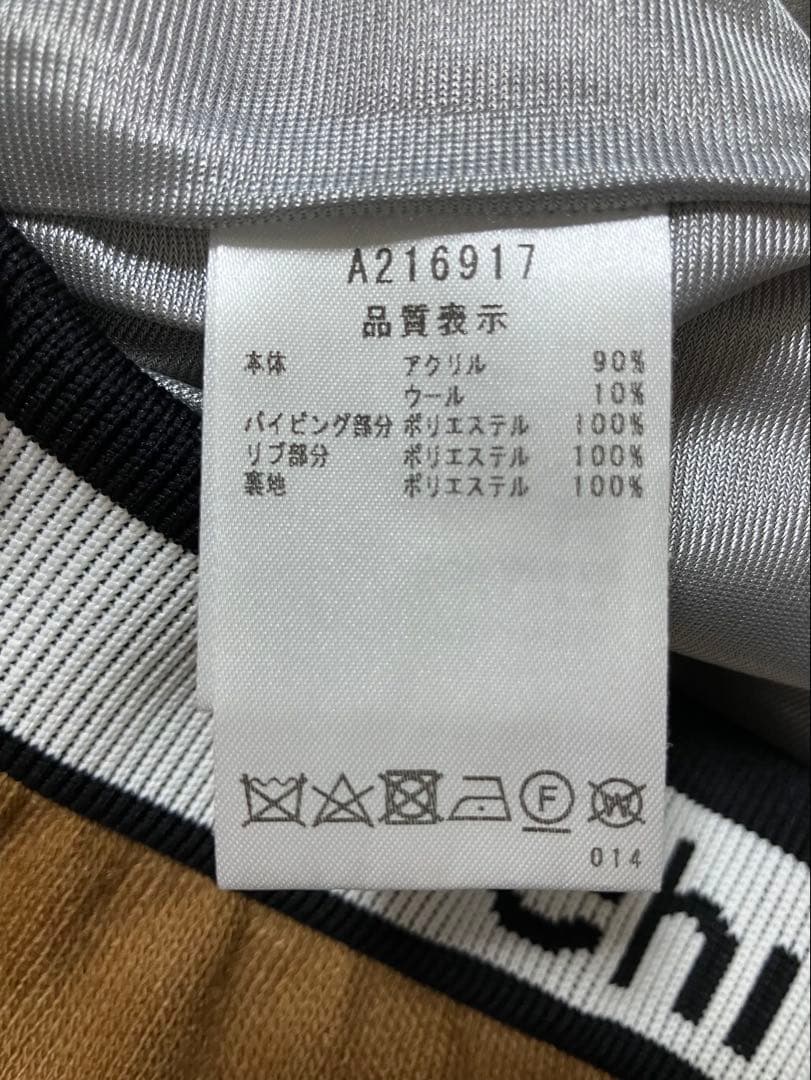 A216917
品質表示
本体 アクリル 90%
ウール 10%
パイピング部分 ポリエステル 100%
リブ部分 ポリエステル 100%
裏地 ポリエステル 100%
F W
014
chi